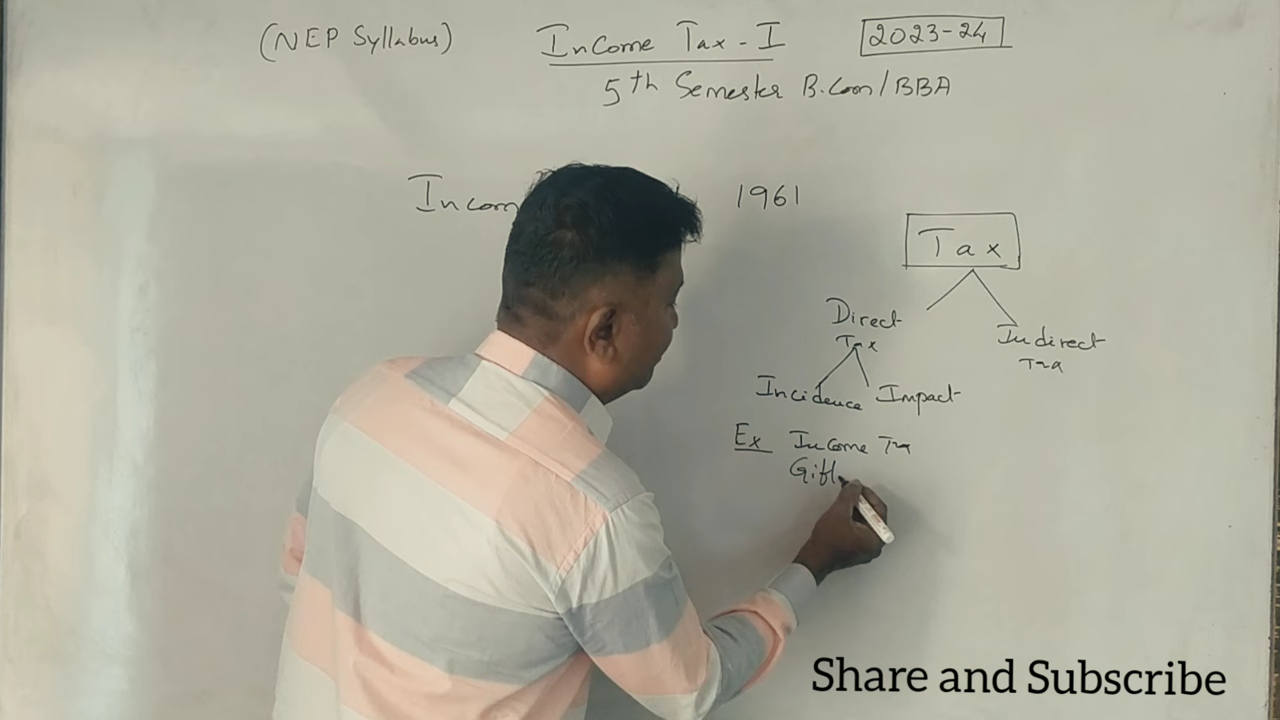 (NEP Syllabus) Income Tax - I 2023-24
5th Semester B.Com/BBA
Incom 1961
Tax
Direct
Tax
Indirect
Tax
Incidence Impact
Ex Income Tax
Gift
Share and Subscribe